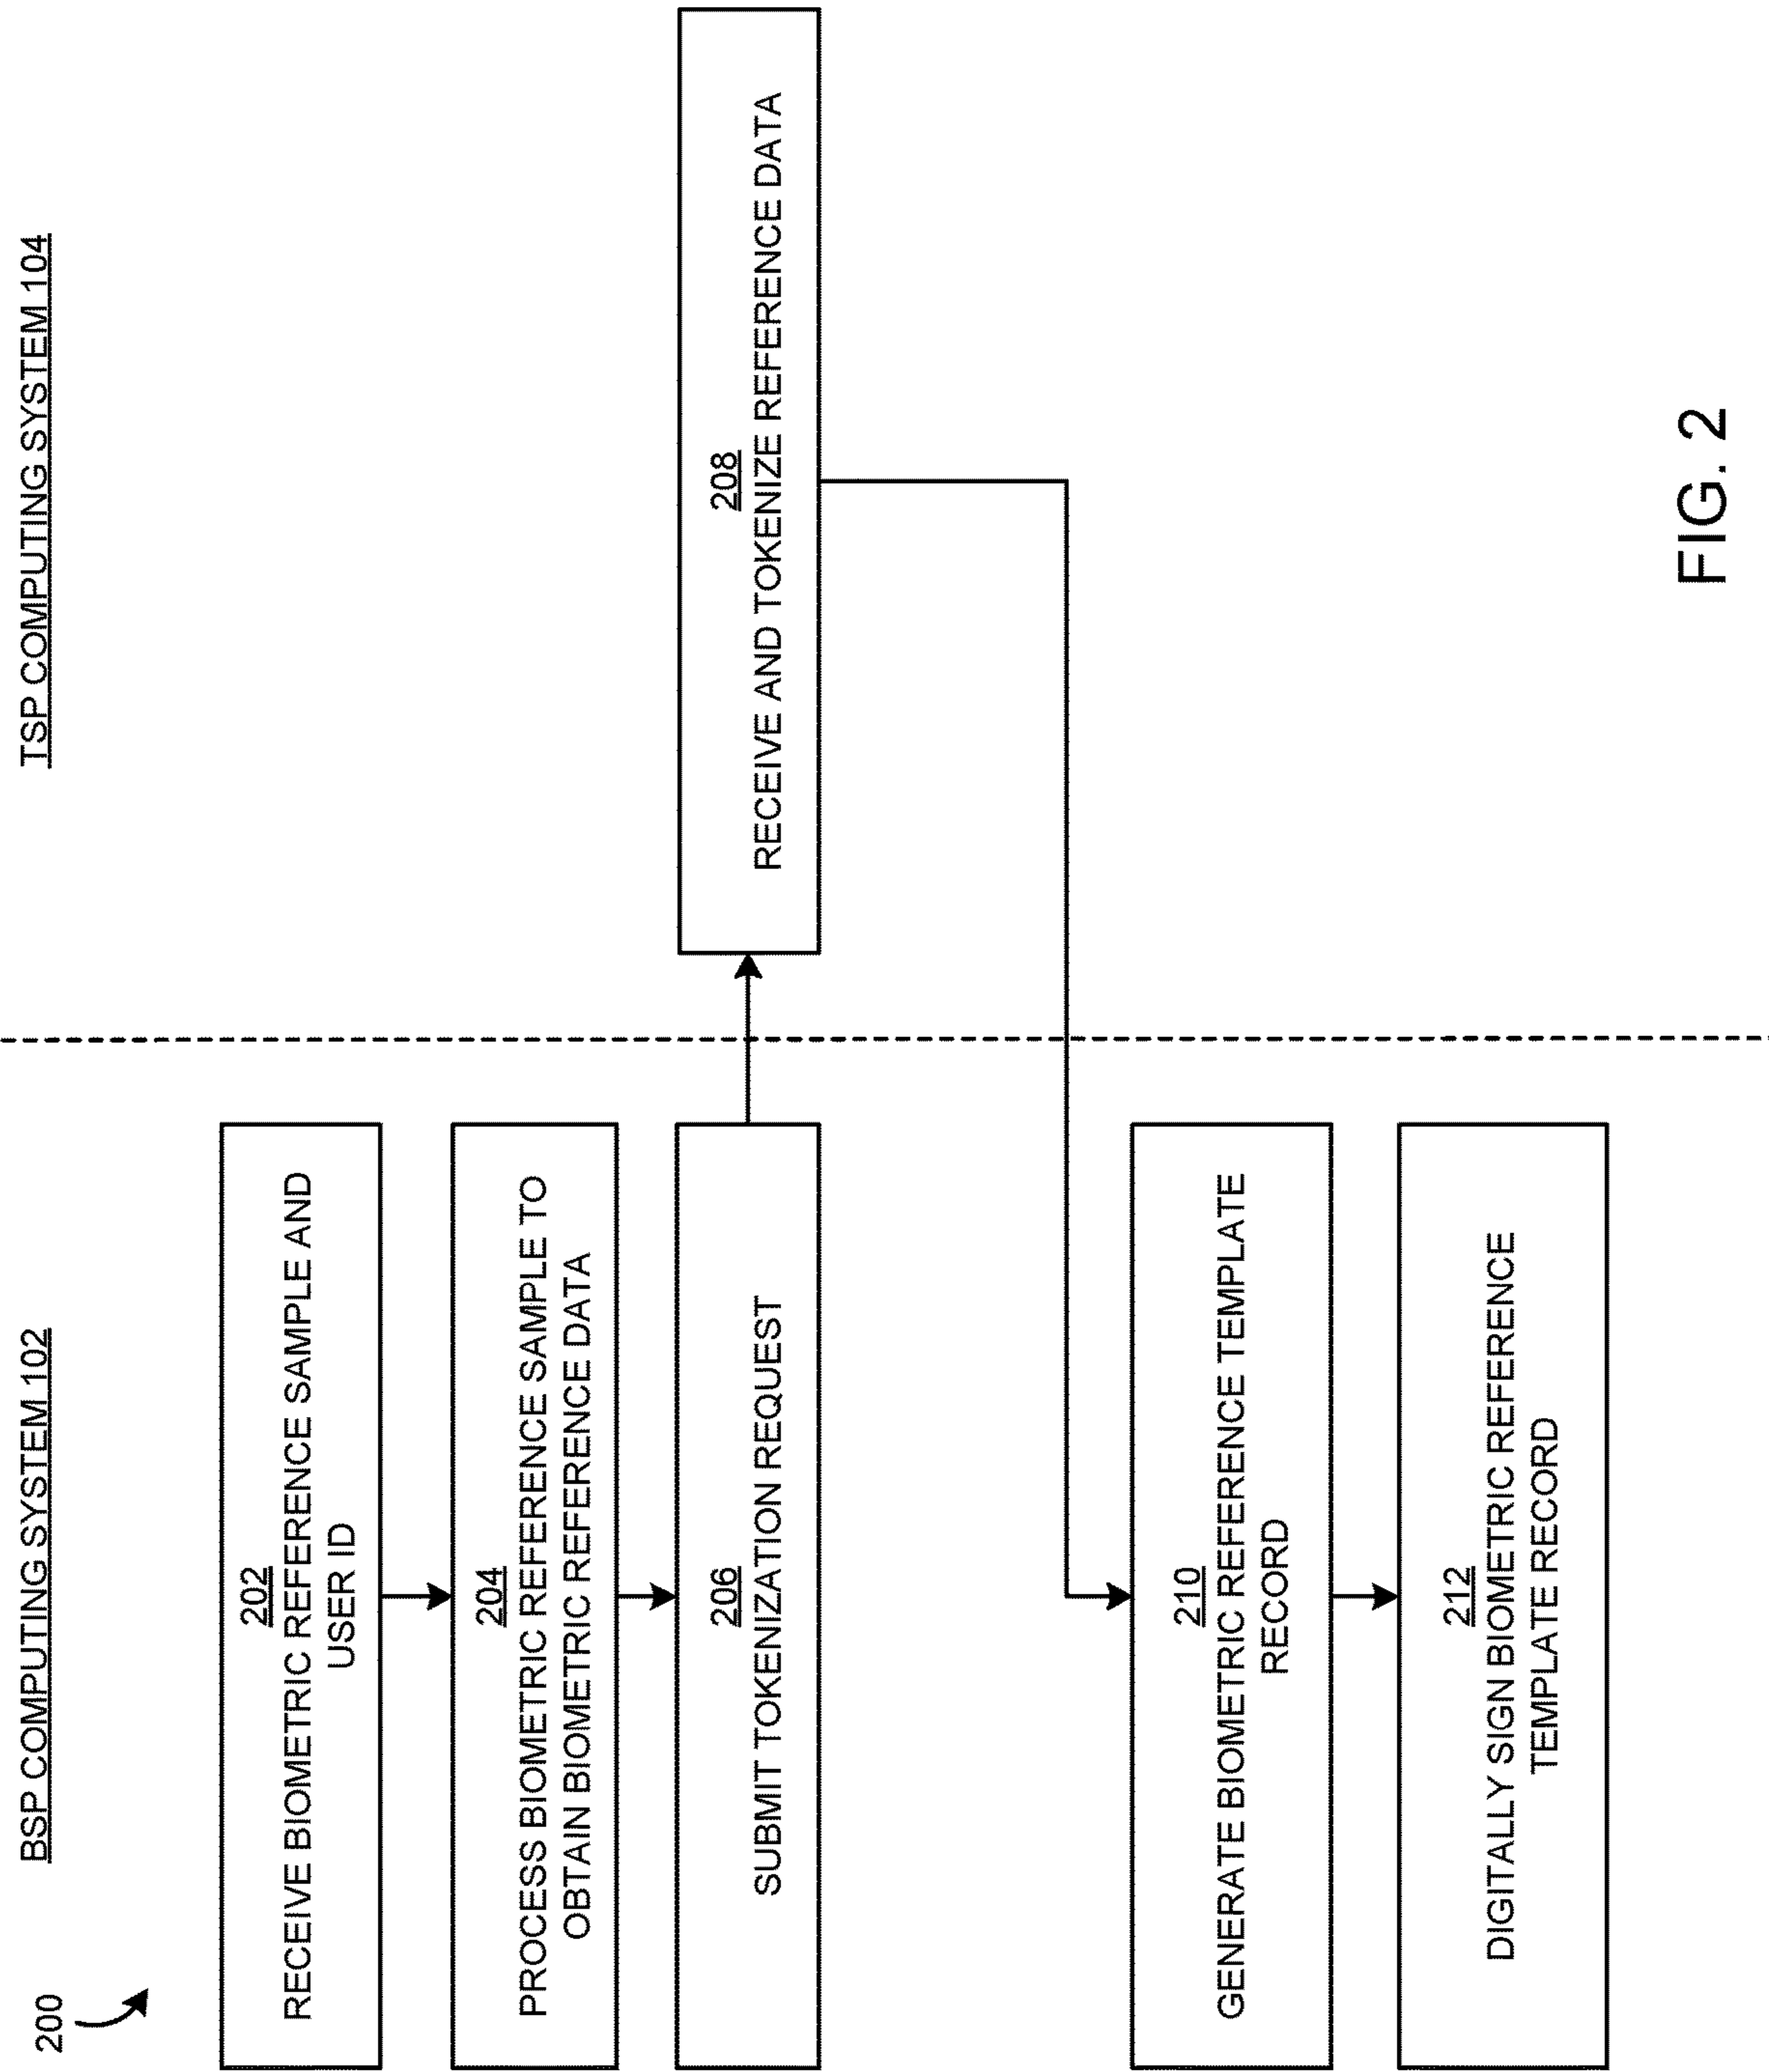 200
BSP COMPUTING SYSTEM 102
TSP COMPUTING SYSTEM 104
202
RECEIVE BIOMETRIC REFERENCE SAMPLE AND
USER ID
204
PROCESS BIOMETRIC REFERENCE SAMPLE TO
OBTAIN BIOMETRIC REFERENCE DATA
206
SUBMIT TOKENIZATION REQUEST
208
RECEIVE AND TOKENIZE REFERENCE DATA
210
GENERATE BIOMETRIC REFERENCE TEMPLATE
RECORD
212
DIGITALLY SIGN BIOMETRIC REFERENCE
TEMPLATE RECORD
FIG. 2